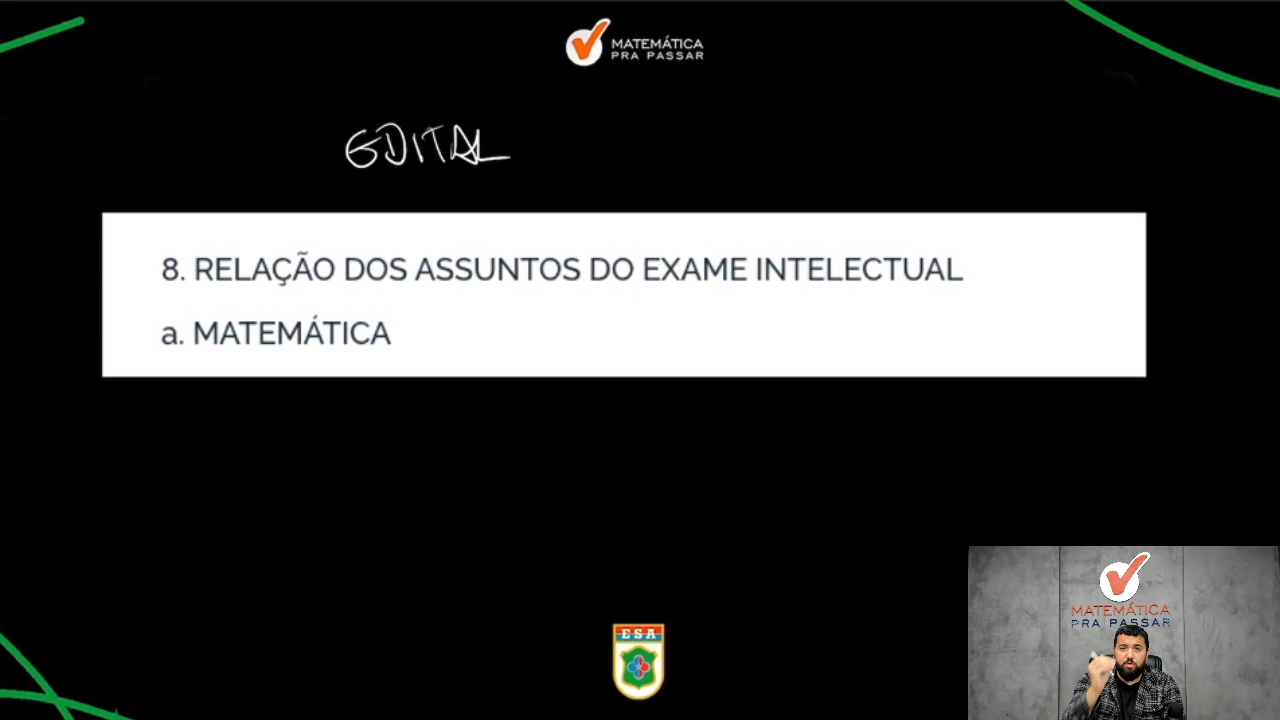 MATEMÁTICA
PRA PASSAR
EDITAL
8. RELAÇÃO DOS ASSUNTOS DO EXAME INTELECTUAL
a. MATEMÁTICA
ESA
MATEMÁTICA
PRA PASSAR